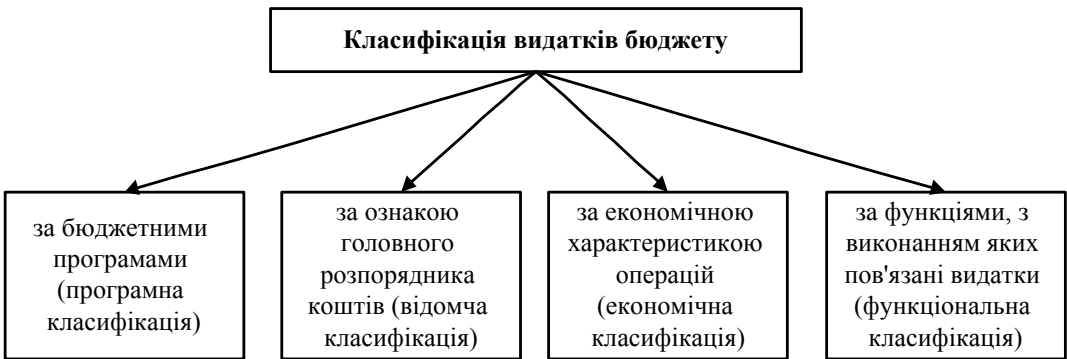 Класифікація видатків бюджету
за бюджетними
програмами
(програмна
класифікація)
за ознакою
головного
розпорядника
коштів (відомча
класифікація)
за економічною
характеристикою
операцій
(економічна
класифікація)
за функціями, з
виконанням яких
пов'язані видатки
(функціональна
класифікація)